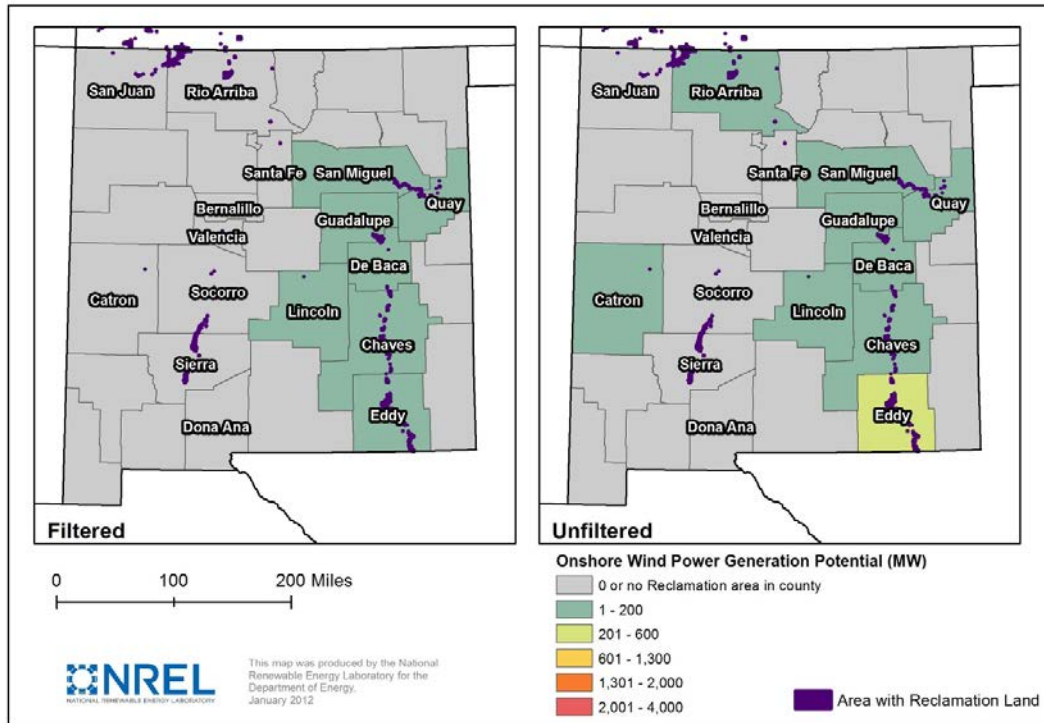 San Juan
Rio Arriba
Santa Fe
San Miguel
Quay
Bernalillo
Guadalupe
Valencia
De Baca
Catron
Socorro
Lincoln
Chaves
Sierra
Eddy
Dona Ana
Filtered
San Juan
Rio Arriba
Santa Fe
San Miguel
Quay
Bernalillo
Guadalupe
Valencia
De Baca
Catron
Socorro
Lincoln
Chaves
Sierra
Eddy
Dona Ana
Unfiltered
0 100 200 Miles
Onshore Wind Power Generation Potential (MW)
0 or no Reclamation area in county
1 - 200
201 - 600
601 - 1,300
1,301 - 2,000
2,001 - 4,000
Area with Reclamation Land
NREL
NATIONAL RENEWABLE ENERGY LABORATORY
This map was produced by the National
Renewable Energy Laboratory for the
Department of Energy.
January 2012